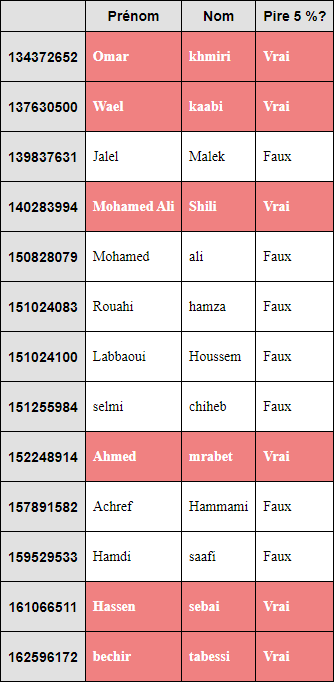 Prénom Nom Pire 5 %?
134372652 Omar khmiri Vrai
137630500 Wael kaabi Vrai
139837631 Jalel Malek Faux
140283994 Mohamed Ali Shili Vrai
150828079 Mohamed ali Faux
151024083 Rouahi hamza Faux
151024100 Labbaoui Houssem Faux
151255984 selmi chiheb Faux
152248914 Ahmed mrabet Vrai
157891582 Achref Hammami Faux
159529533 Hamdi saafi Faux
161066511 Hassen sebai Vrai
162596172 bechir tabessi Vrai